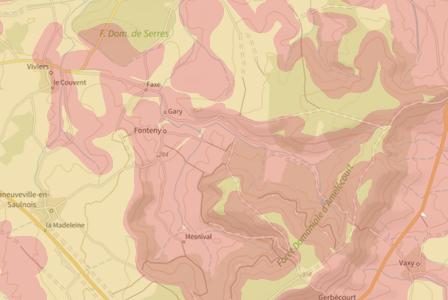 F. Dom. de Serres
Viviers
le Couvent
Faxe
Gary
Fonteny
Forêt Domaniale d'Amélécourt
neuveville-en-
Saulnois
la Madeleine
Mesnival
Vaxy
Gerbécourt